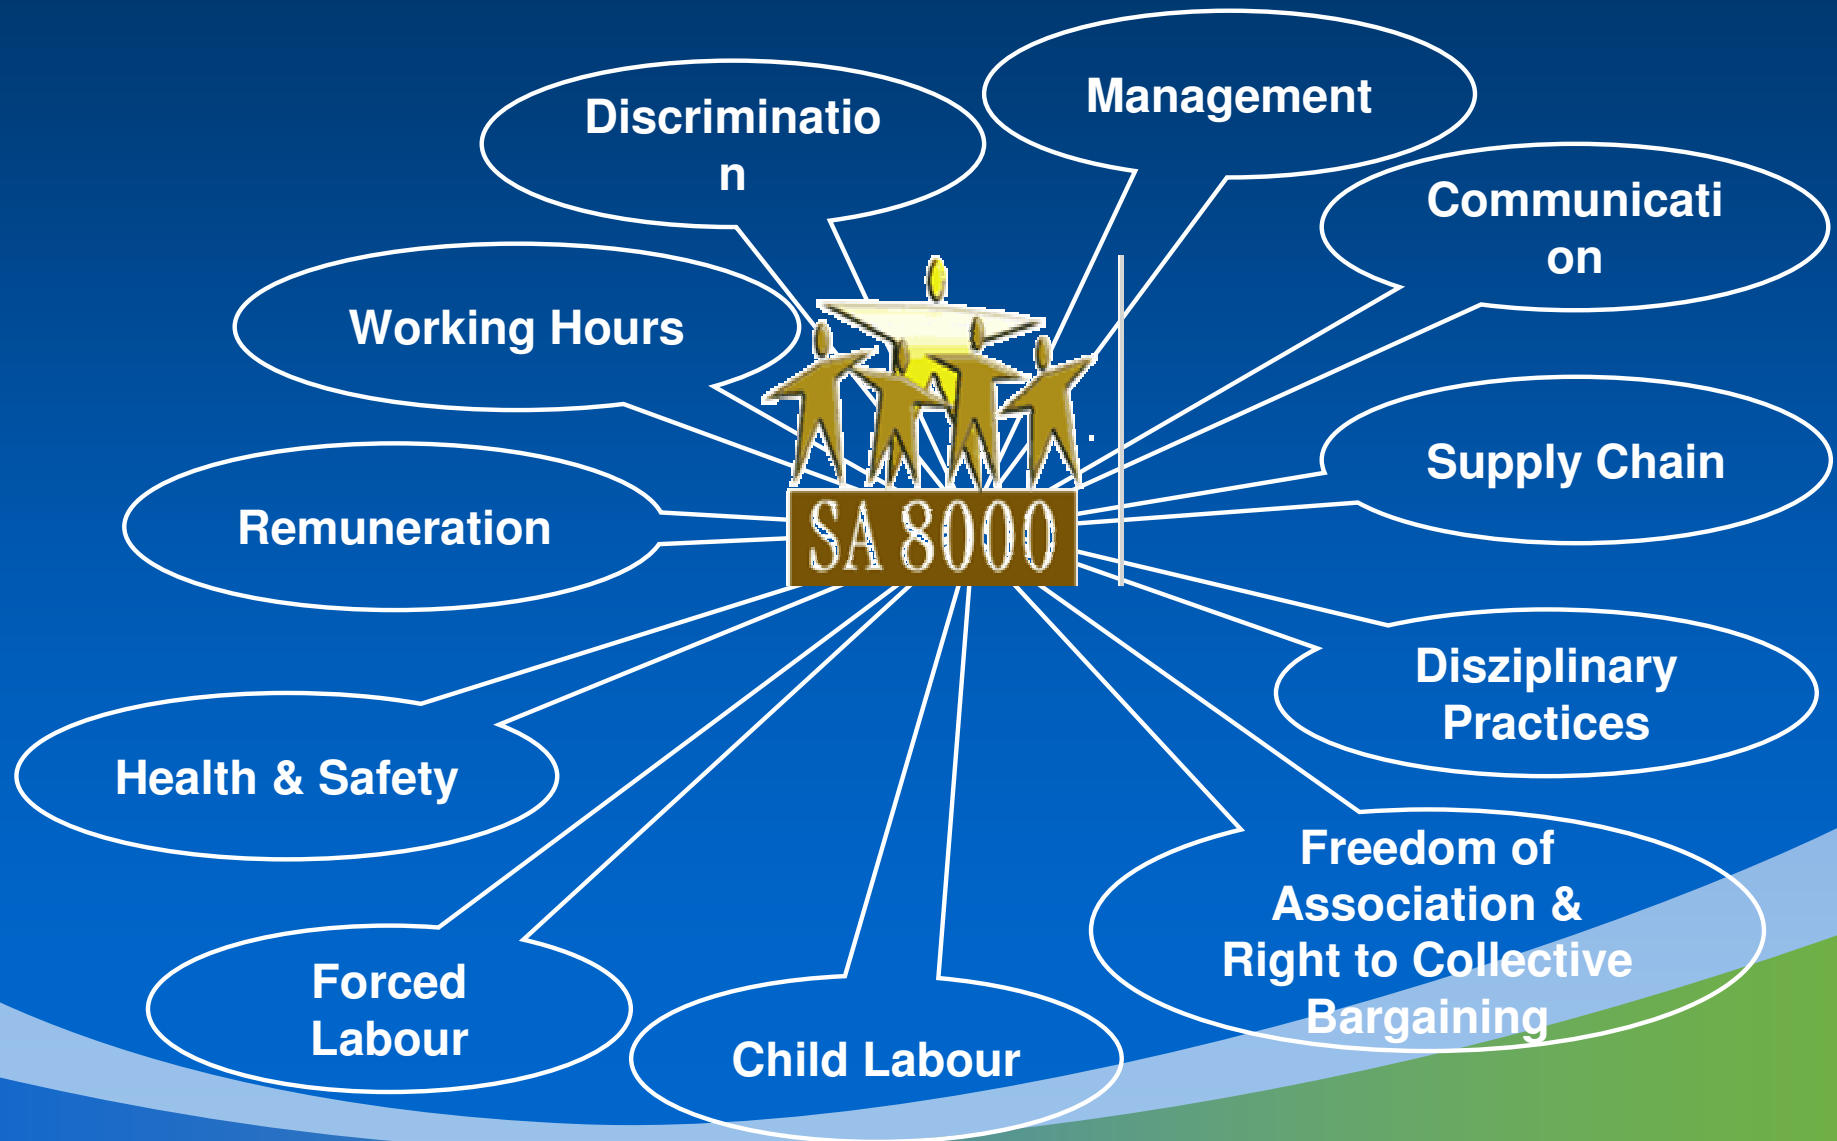 Management
Discriminatio
n
Communicati
on
Working Hours
Supply Chain
Remuneration
SA 8000
Disziplinary
Practices
Health & Safety
Freedom of
Association &
Right to Collective
Bargaining
Forced
Labour
Child Labour